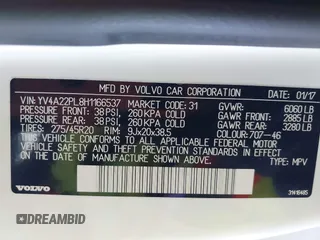 MFD BY VOLVO CAR CORPORATION 01/17
VIN: YV4A22PL8H1166537 MARKET CODE: 31 GVWR: 6060 LB
FRONT: 38 PSI, 260 KPA COLD GAWR FRONT: 2885 LB
REAR: 38 PSI, 260 KPA COLD GAWR REAR: 3280 LB
TIRES: 275/45R20 RIM: 9Jx20x38.5 COLOUR: 707-46
THIS VEHICLE CONFORMS TO ALL APPLICABLE FEDERAL MOTOR
VEHICLE SAFETY AND THEFT PREVENTION STANDARDS IN EFFECT
ON THE DATE OF MANUFACTURE SHOWN ABOVE. TYPE: MPV
VOLVO 31418485
DREAMBID